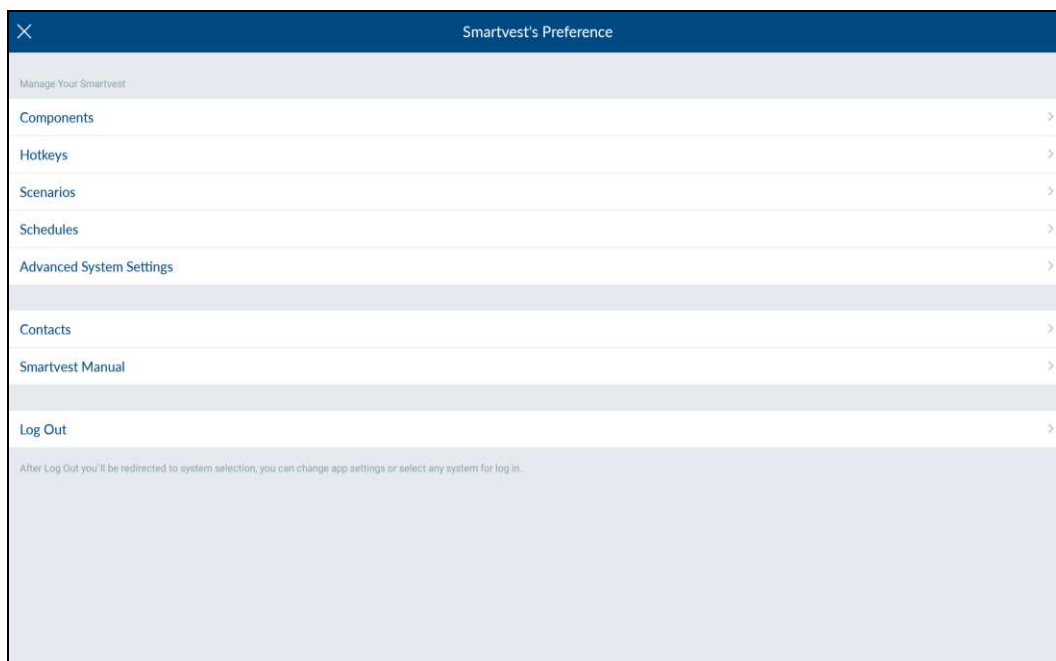 Smartvest's Preference
Manage Your Smartvest
Components
Hotkeys
Scenarios
Schedules
Advanced System Settings
Contacts
Smartvest Manual
Log Out
After Log Out you'll be redirected to system selection, you can change app settings or select any system for log in.